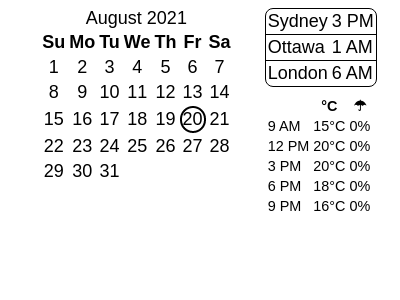 August 2021
Su Mo Tu We Th Fr Sa
1 2 3 4 5 6 7
8 9 10 11 12 13 14
15 16 17 18 19 20 21
22 23 24 25 26 27 28
29 30 31
Sydney 3 PM
Ottawa 1 AM
London 6 AM
°C ☂
9 AM 15°C 0%
12 PM 20°C 0%
3 PM 20°C 0%
6 PM 18°C 0%
9 PM 16°C 0%